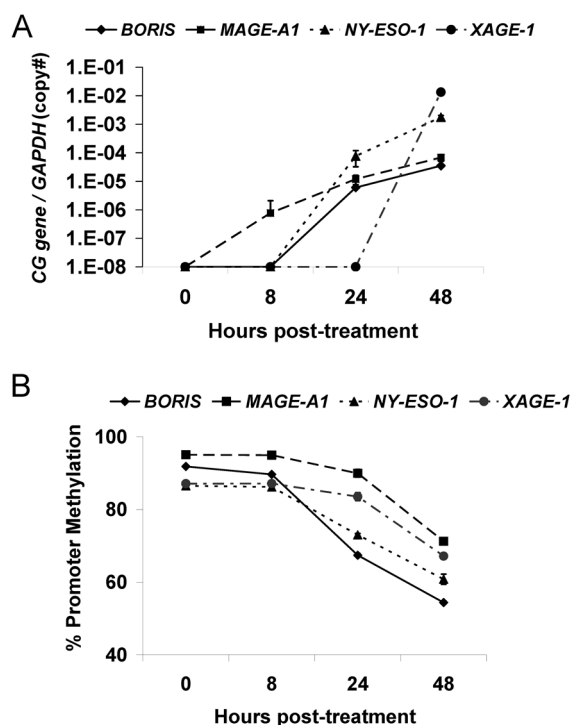 A
BORIS MAGE-A1 NY-ESO-1 XAGE-1
CG gene / GAPDH (copy#)
1.E-01
1.E-02
1.E-03
1.E-04
1.E-05
1.E-06
1.E-07
1.E-08
0 8 24 48
Hours post-treatment
B
BORIS MAGE-A1 NY-ESO-1 XAGE-1
% Promoter Methylation
100
80
60
40
0 8 24 48
Hours post-treatment